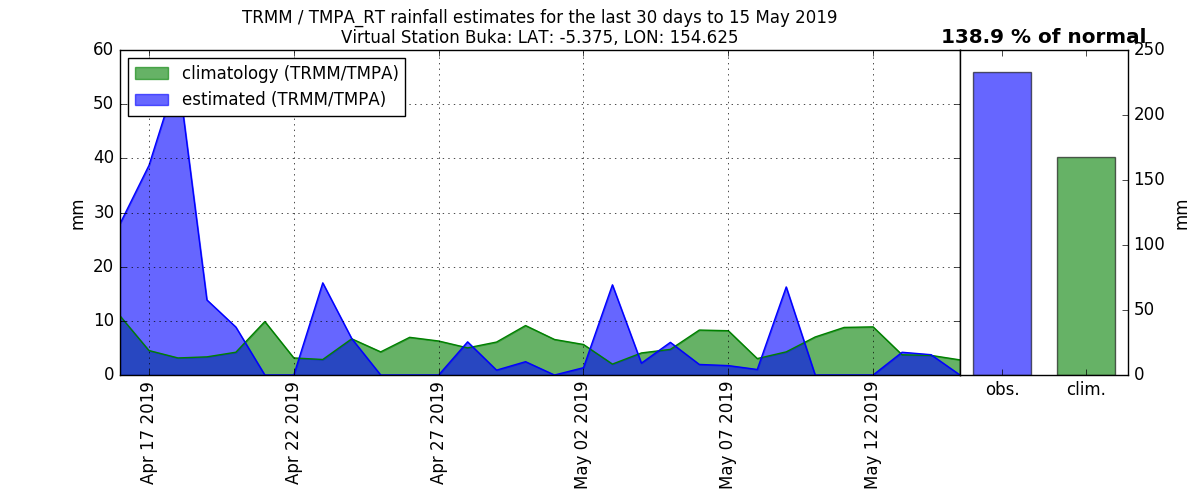 TRMM / TMPA_RT rainfall estimates for the last 30 days to 15 May 2019
Virtual Station Buka: LAT: -5.375, LON: 154.625
138.9 % of normal
climatology (TRMM/TMPA)
estimated (TRMM/TMPA)
60
50
40
30
20
10
0
mm
Apr 17 2019
Apr 22 2019
Apr 27 2019
May 02 2019
May 07 2019
May 12 2019
250
200
150
100
50
0
mm
obs.
clim.